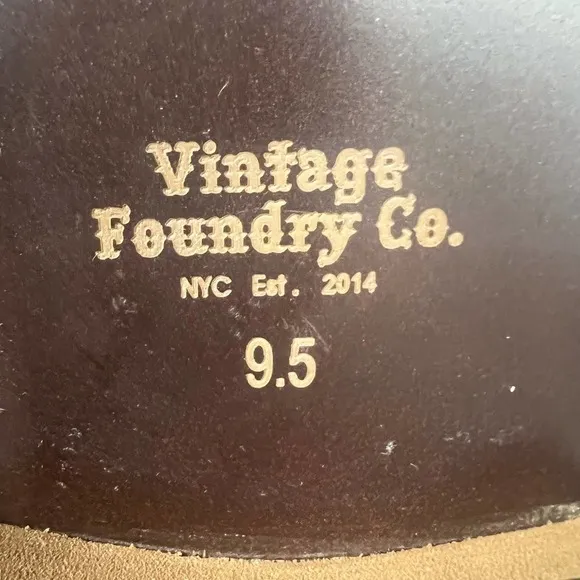 Vintage
Foundry Co.
NYC Est. 2014
9.5